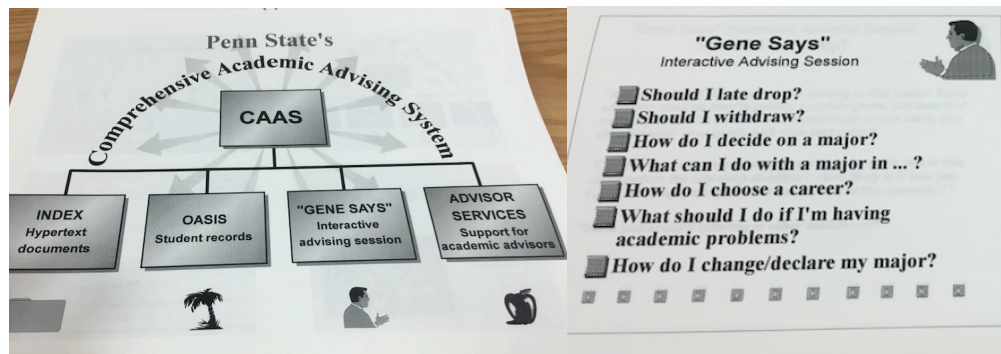 Penn State's
Comprehensive Academic Advising System
CAAS
INDEX
Hypertext
documents
OASIS
Student records
"GENE SAYS"
Interactive
advising session
ADVISOR
SERVICES
Support for
academic advisors
"Gene Says"
Interactive Advising Session
Should I late drop?
Should I withdraw?
How do I decide on a major?
What can I do with a major in ... ?
How do I choose a career?
What should I do if I'm having
academic problems?
How do I change/declare my major?